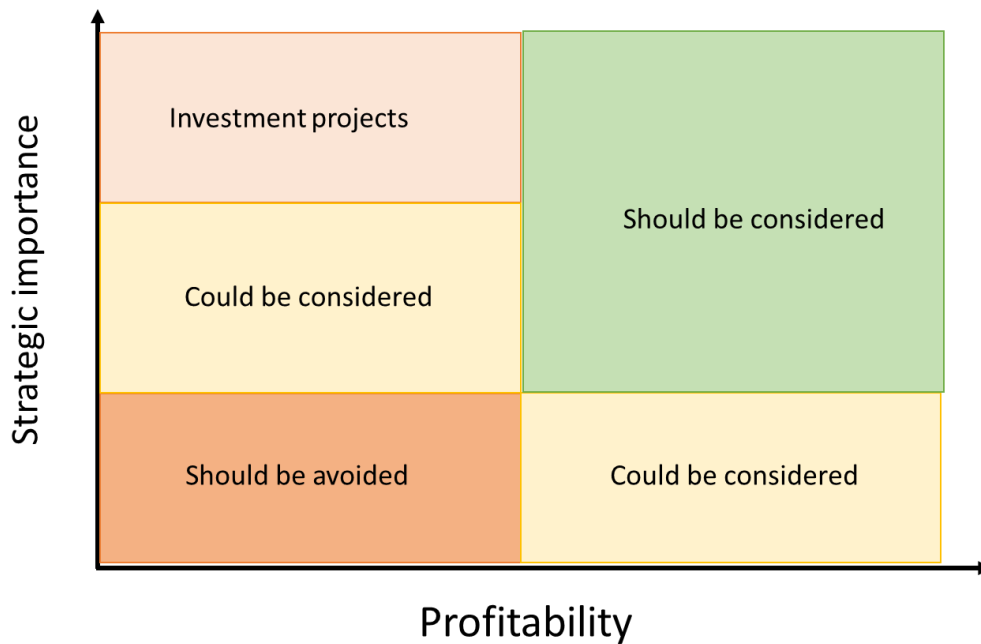 Strategic importance
Investment projects
Should be considered
Could be considered
Should be avoided
Could be considered
Profitability